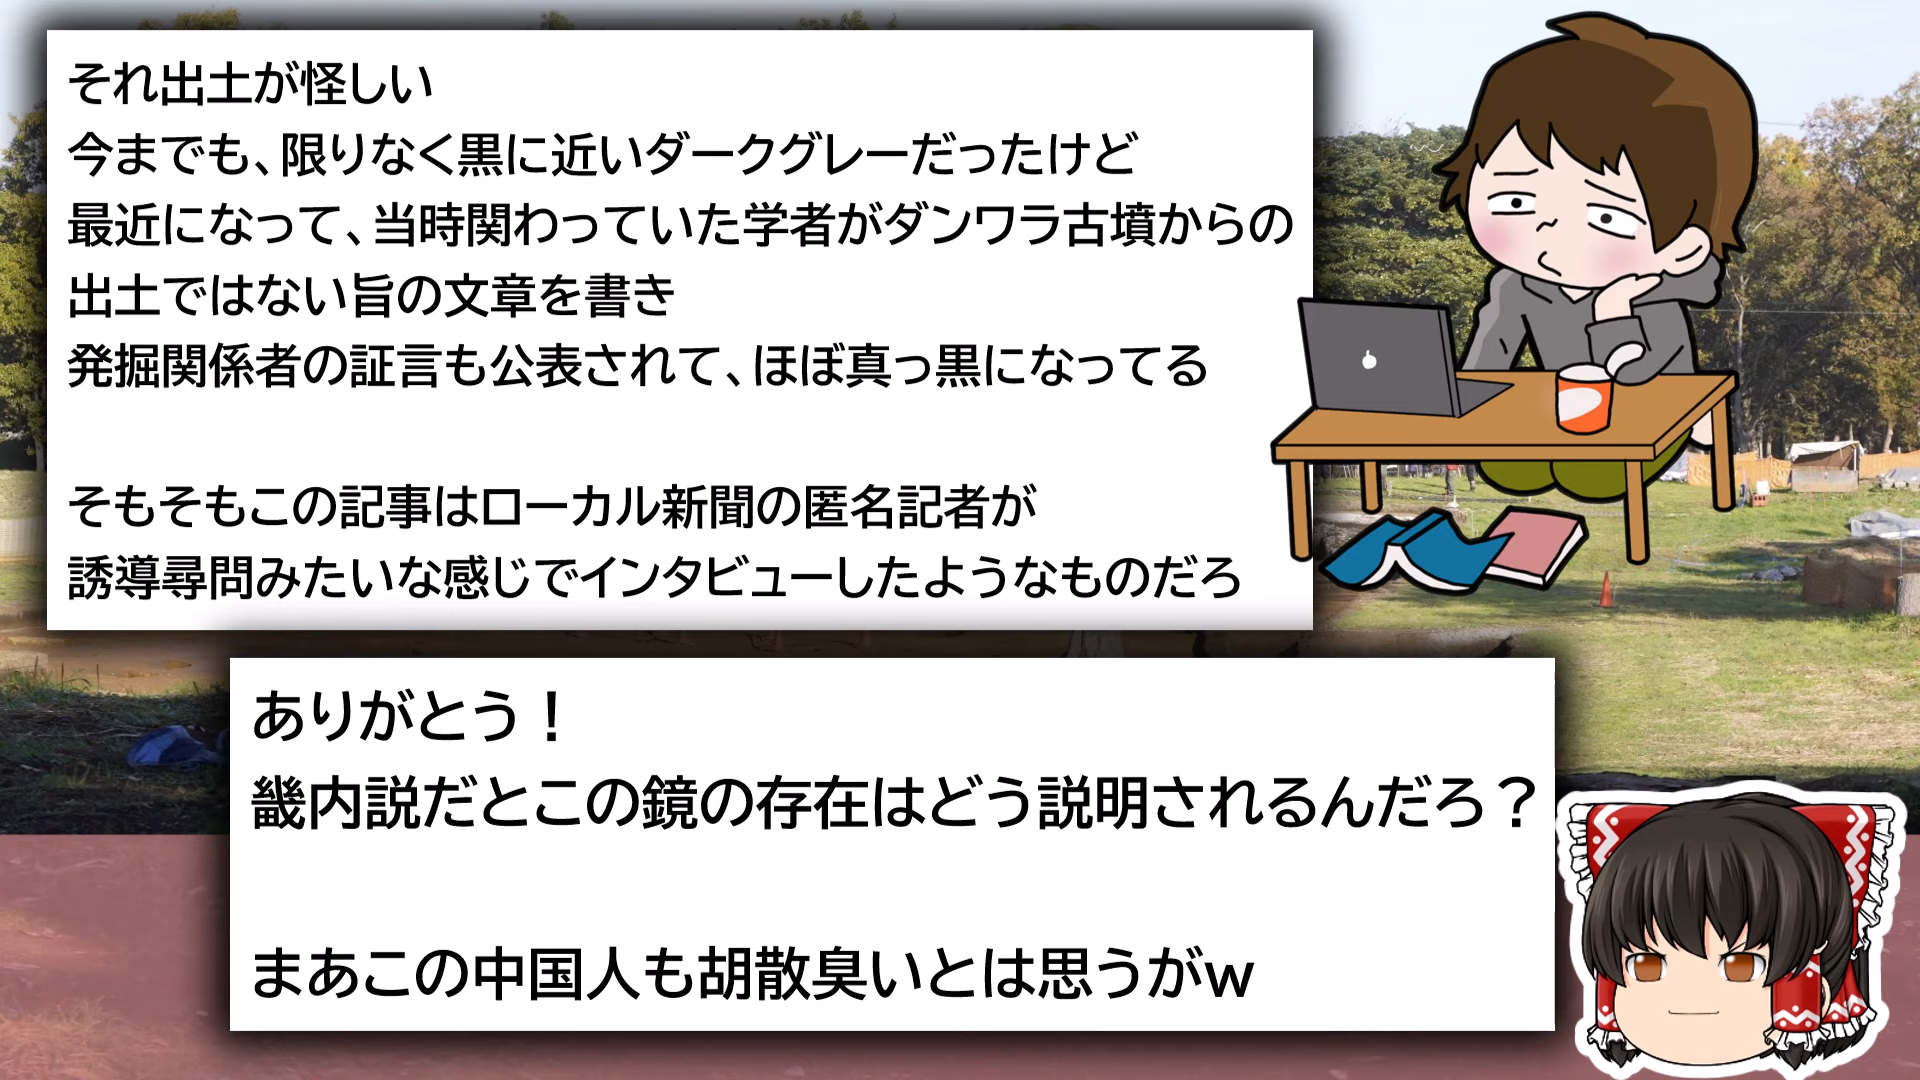 それ出土が怪しい
今までも、限りなく黒に近いダークグレーだったけど
最近になって、当時関わっていた学者がダンワラ古墳からの
出土ではない旨の文章を書き
発掘関係者の証言も公表されて、ほぼ真っ黒になってる
そもそもこの記事はローカル新聞の匿名記者が
誘導尋問みたいな感じでインタビューしたようなものだろ
ありがとう！
畿内説だとこの鏡の存在はどう説明されるんだろ？
まあこの中国人も胡散臭いとは思うがｗ